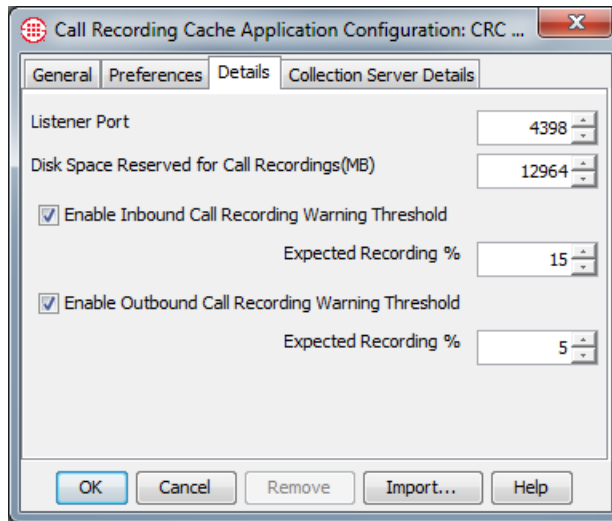 Call Recording Cache Application Configuration: CRC ...
General Preferences Details Collection Server Details
Listener Port 4398
Disk Space Reserved for Call Recordings(MB) 12964
Enable Inbound Call Recording Warning Threshold
Expected Recording % 15
Enable Outbound Call Recording Warning Threshold
Expected Recording % 5
OK Cancel Remove Import... Help